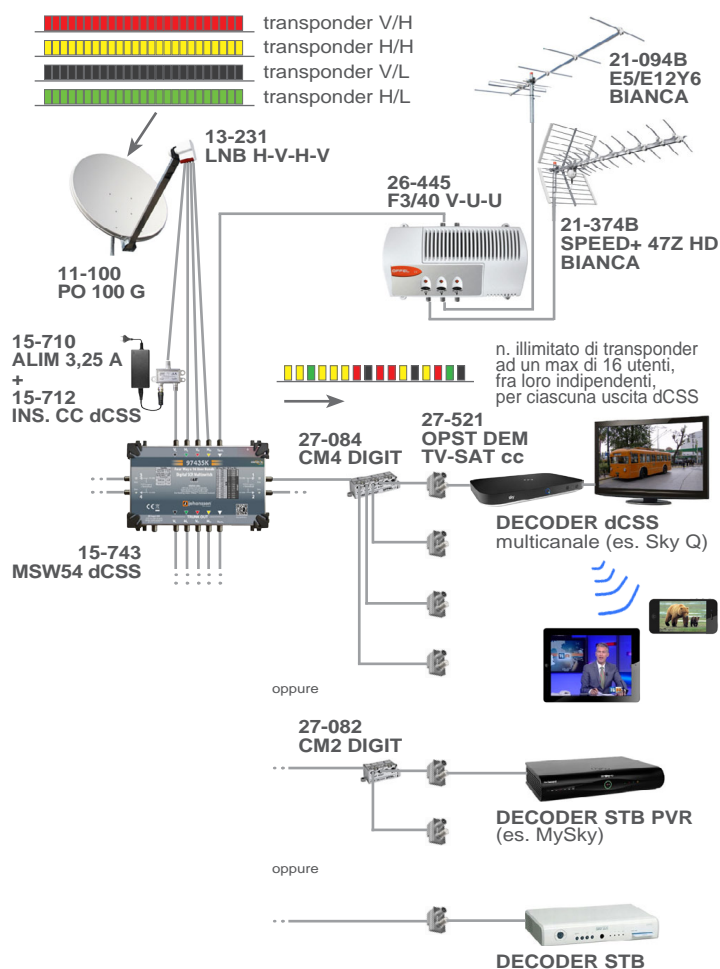 transponder V/H
transponder H/H
transponder V/L
transponder H/L
21-094B
E5/E12Y6
BIANCA
13-231
LNB H-V-H-V
26-445
F3/40 V-U-U
21-374B
SPEED+ 47Z HD
BIANCA
11-100
PO 100 G
15-710
ALIM 3,25 A
+
15-712
INS. CC dCSS
n. illimitato di transponder
ad un max di 16 utenti,
fra loro indipendenti,
per ciascuna uscita dCSS
27-084
CM4 DIGIT
27-521
OPST DEM
TV-SAT cc
97435K
15-743
MSW54 dCSS
DECODER dCSS
multicanale (es. Sky Q)
oppure
27-082
CM2 DIGIT
DECODER STB PVR
(es. MySky)
oppure
DECODER STB